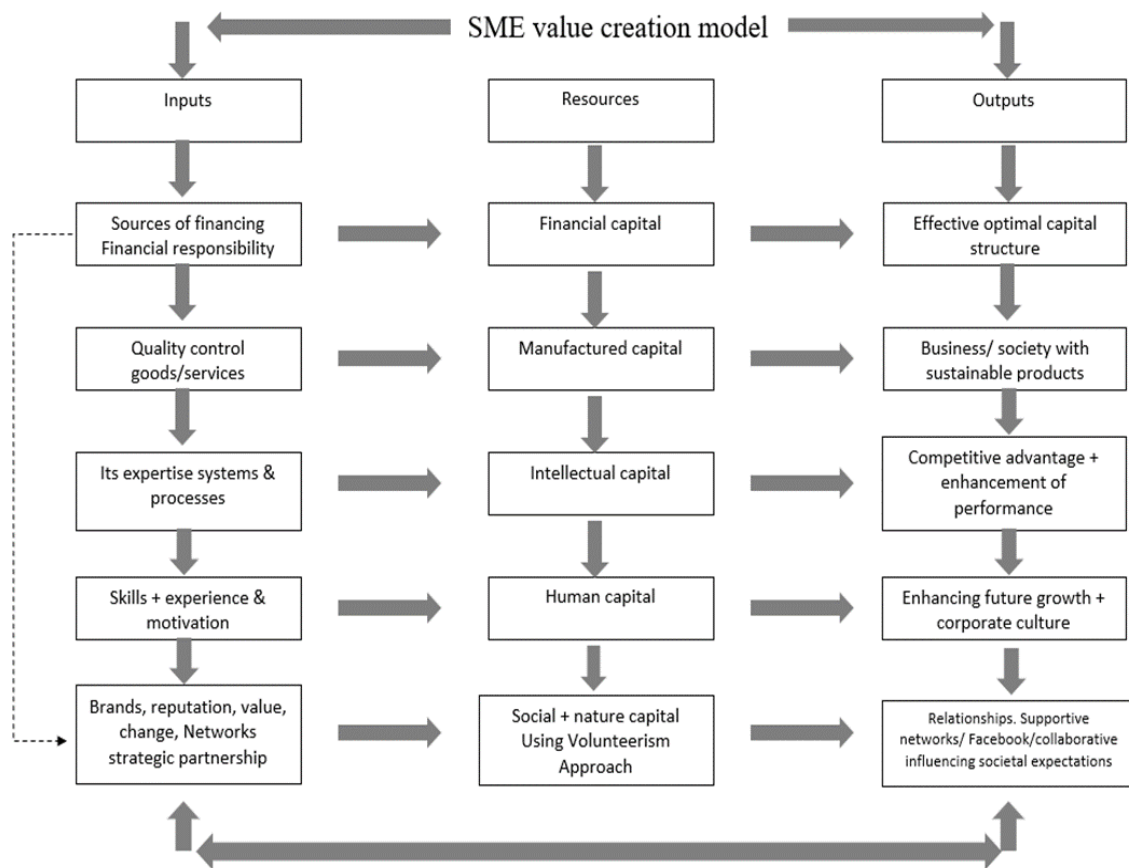 SME value creation model
Inputs
Resources
Outputs
Sources of financing
Financial responsibility
Financial capital
Effective optimal capital
structure
Quality control
goods/services
Manufactured capital
Business/ society with
sustainable products
Its expertise systems &
processes
Intellectual capital
Competitive advantage +
enhancement of
performance
Skills + experience &
motivation
Human capital
Enhancing future growth +
corporate culture
Brands, reputation, value,
change, Networks
strategic partnership
Social + nature capital
Using Volunteerism
Approach
Relationships. Supportive
networks/ Facebook/collaborative
influencing societal expectations